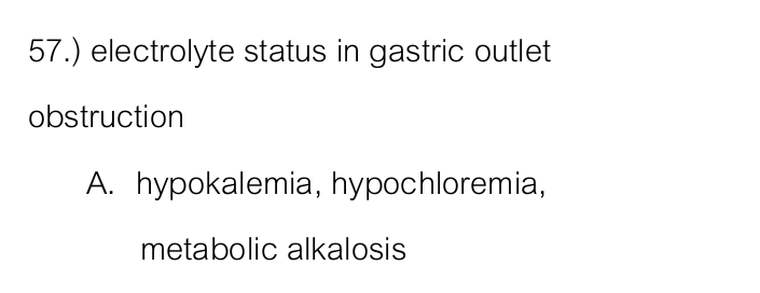 57.) electrolyte status in gastric outlet
obstruction
A. hypokalemia, hypochloremia,
metabolic alkalosis